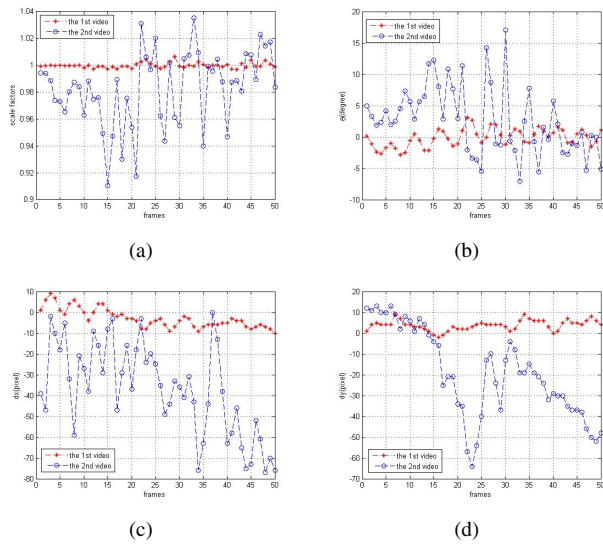 the 1st video
the 2nd video
1.04
1.02
1
0.98
0.96
0.94
0.92
0.9
scale factors
0 5 10 15 20 25 30 35 40 45 50
frames
(a)
the 1st video
the 2nd video
20
15
10
5
0
-5
-10
θ(degree)
0 5 10 15 20 25 30 35 40 45 50
frames
(b)
10
0
-10
-20
-30
-40
-50
-60
-70
-80
dx(pixel)
the 1st video
the 2nd video
0 5 10 15 20 25 30 35 40 45 50
frames
(c)
20
10
0
-10
-20
-30
-40
-50
-60
-70
dy(pixel)
the 1st video
the 2nd video
0 5 10 15 20 25 30 35 40 45 50
frames
(d)